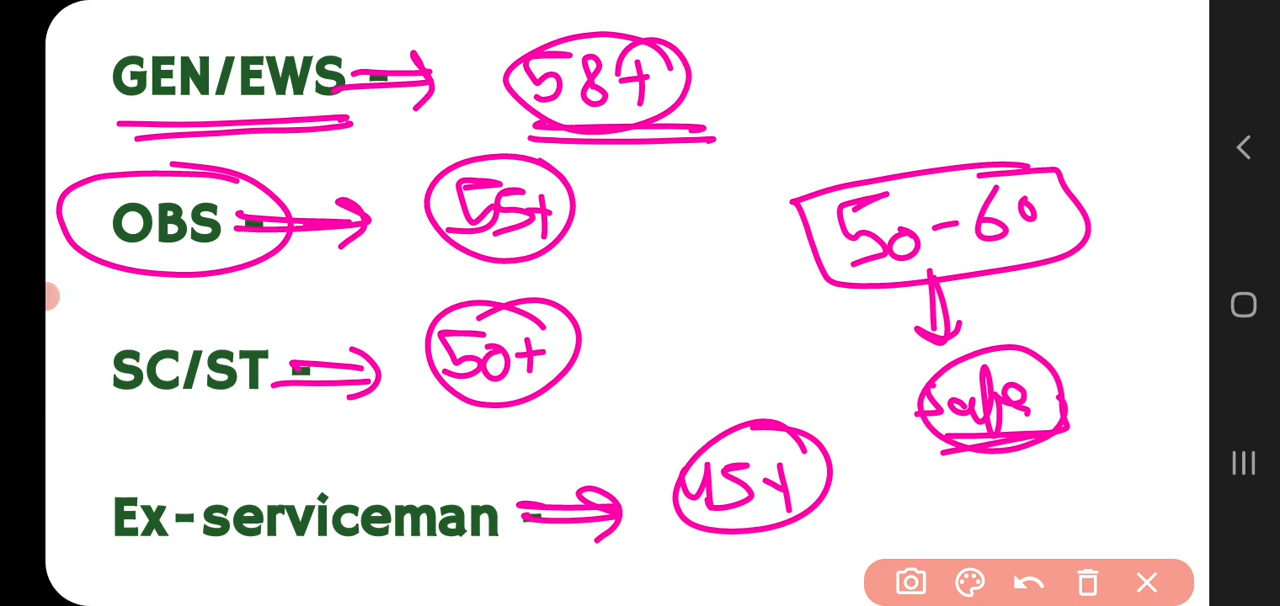 GEN/EWS - 58+
OBS - 55+
50-60
SC/ST - 50+
safe
Ex-serviceman - 45+